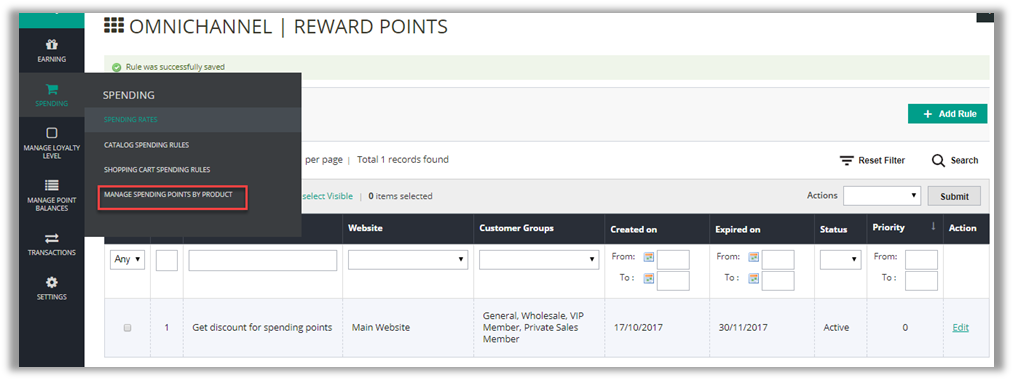 OMNICHANNEL | REWARD POINTS
EARNING
Rule was successfully saved
SPENDING
SPENDING
SPENDING RATES
CATALOG SPENDING RULES
SHOPPING CART SPENDING RULES
MANAGE SPENDING POINTS BY PRODUCT
MANAGE LOYALTY
LEVEL
MANAGE POINT
BALANCES
TRANSACTIONS
SETTINGS
+ Add Rule
per page | Total 1 records found
Reset Filter
Search
select Visible | 0 items selected
Actions
Submit
Website Customer Groups Created on Expired on Status Priority ↓ Action
Any From: From: From:
To : To : To :
1 Get discount for spending points Main Website General, Wholesale, VIP
Member, Private Sales
Member 17/10/2017 30/11/2017 Active 0 Edit